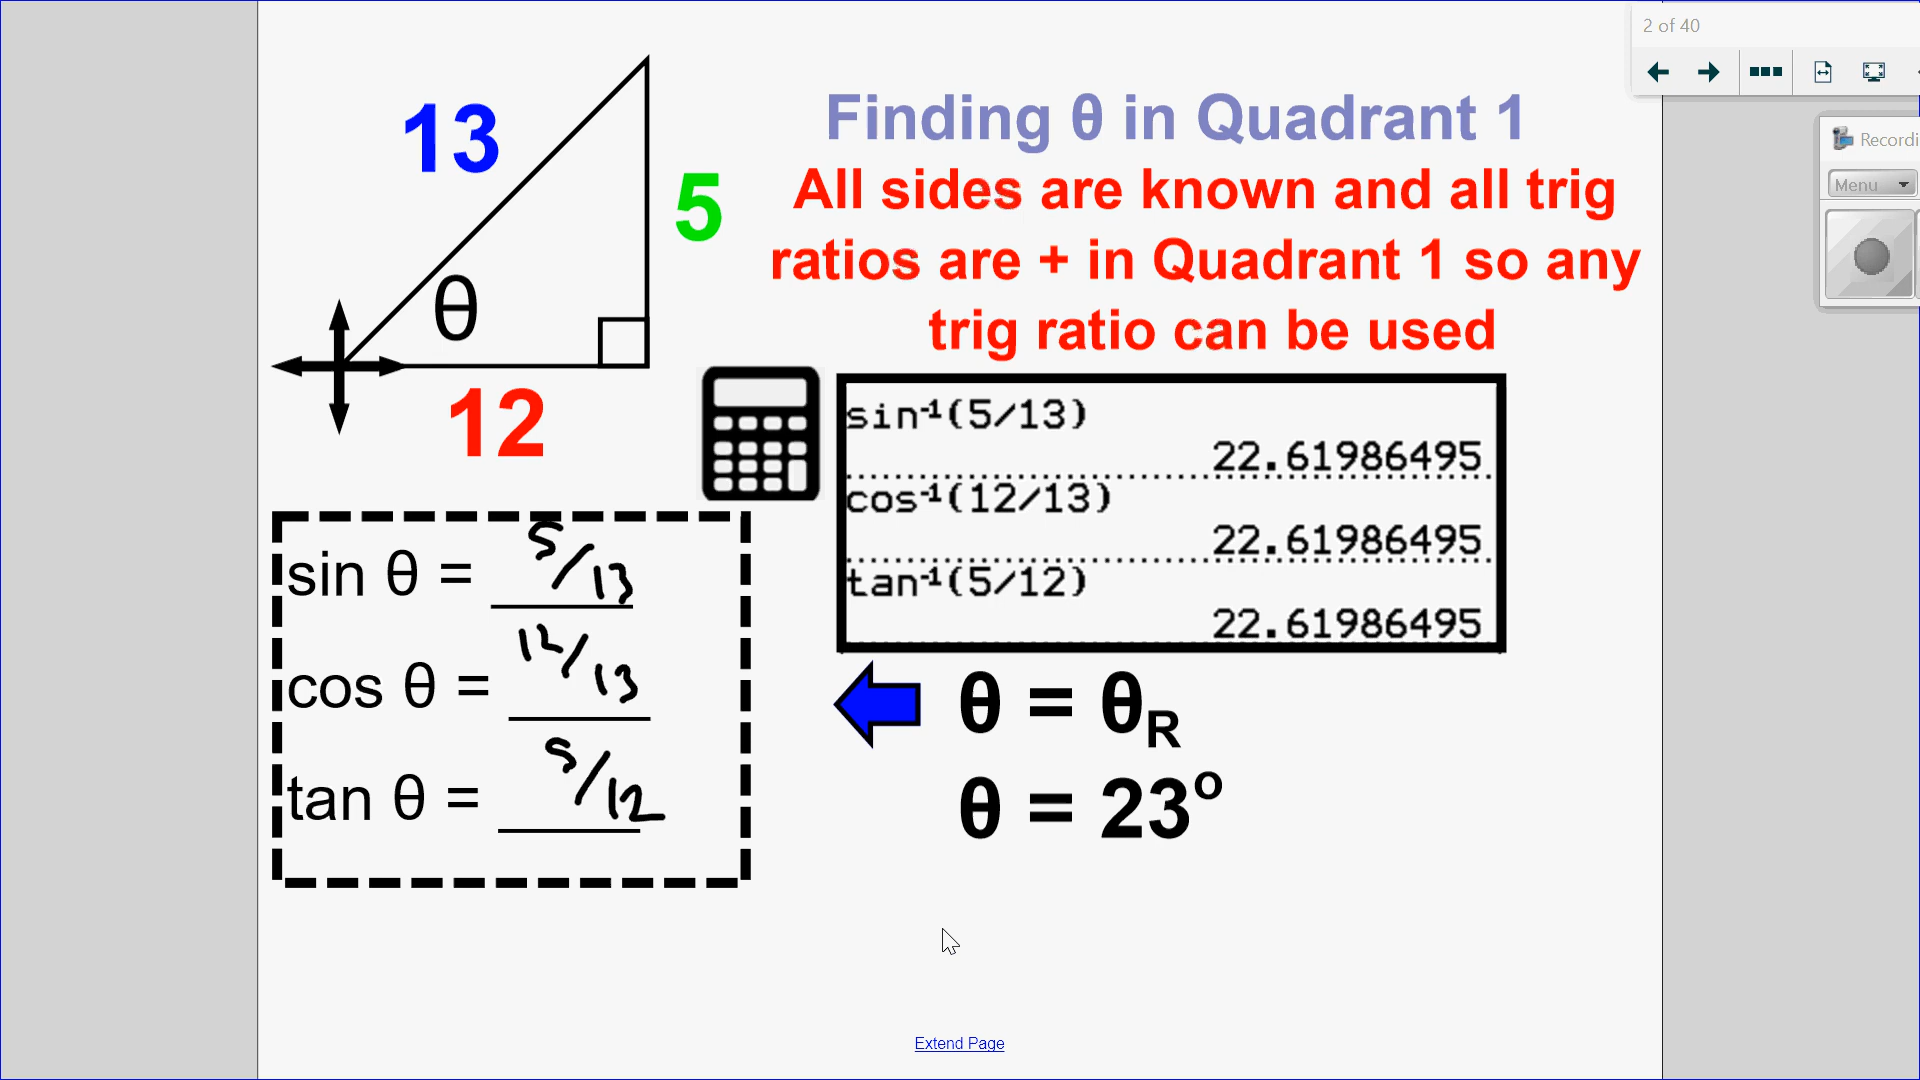 2 of 40
Recordi
Menu
13
5
θ
12
Finding θ in Quadrant 1
All sides are known and all trig
ratios are + in Quadrant 1 so any
trig ratio can be used
sin⁻¹(5/13)
22.61986495
cos⁻¹(12/13)
22.61986495
tan⁻¹(5/12)
22.61986495
sin θ = 5/13
cos θ = 12/13
tan θ = 5/12
θ = θR
θ = 23°
Extend Page